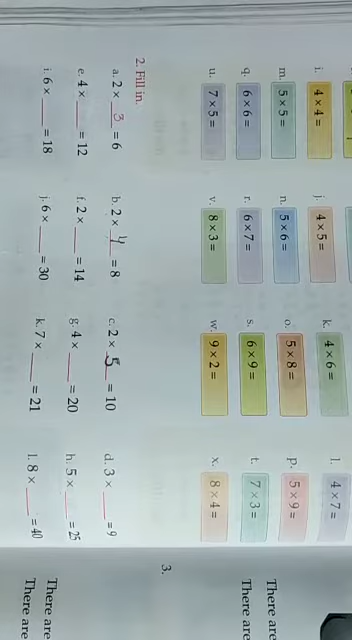 i. 4 × 4 = j. 4 × 5 = k. 4 × 6 = l. 4 × 7 =
m. 5 × 5 = n. 5 × 6 = o. 5 × 8 = p. 5 × 9 =
q. 6 × 6 = r. 6 × 7 = s. 6 × 9 = t. 7 × 3 =
u. 7 × 5 = v. 8 × 3 = w. 9 × 2 = x. 8 × 4 =
2. Fill in.
a. 2 × 3 = 6 b. 2 × 4 = 8 c. 2 × 5 = 10 d. 3 × ___ = 9
e. 4 × ___ = 12 f. 2 × ___ = 14 g. 4 × ___ = 20 h. 5 × ___ = 25
i. 6 × ___ = 18 j. 6 × ___ = 30 k. 7 × ___ = 21 l. 8 × ___ = 40
There are
There are
3.
There are
There are